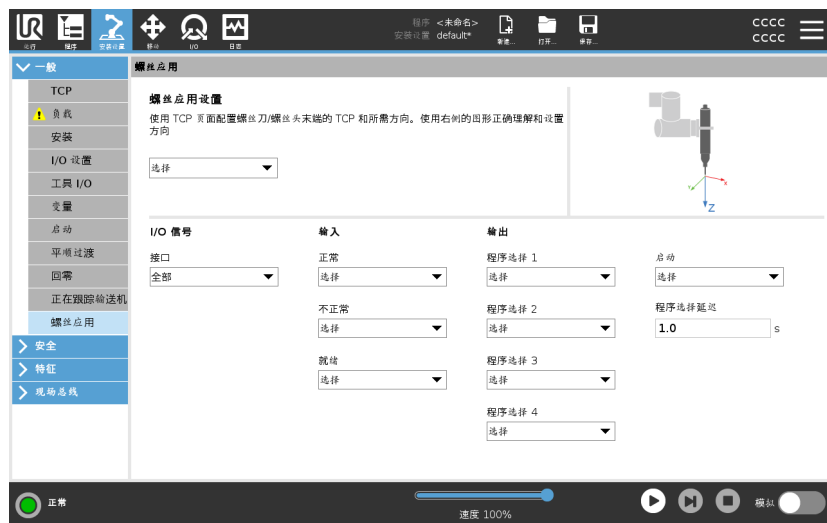 UR
运行 程序 安装设置 移动 I/O 日志
程序 <未命名>
安装设置 default*
新建... 打开... 保存...
CCCC
CCCC
一般
螺丝应用
TCP
负载
安装
I/O 设置
工具 I/O
变量
启动
平顺过渡
回零
正在跟踪输送机
螺丝应用
安全
特征
现场总线
螺丝应用设置
使用 TCP 页面配置螺丝刀/螺丝头末端的 TCP 和所需方向。使用右侧的图形正确理解和设置
方向
选择
Y X
Z
I/O 信号 输入 输出
接口 正常 程序选择 1 启动
全部 选择 选择 选择
不正常 程序选择 2 程序选择延迟
选择 选择 1.0 s
就绪 程序选择 3
选择 选择
程序选择 4
选择
正常
速度 100%
模拟